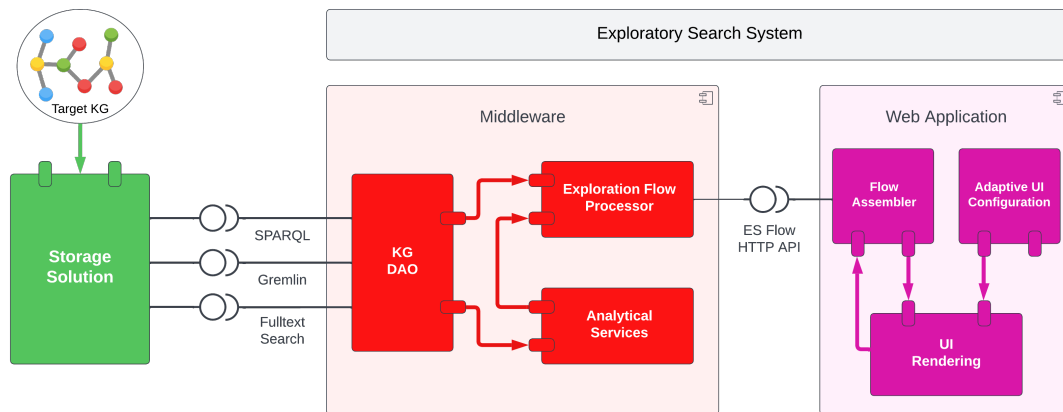 Exploratory Search System
Target KG
Middleware
Web Application
Storage
Solution
SPARQL
Gremlin
Fulltext
Search
KG
DAO
Exploration Flow
Processor
Analytical
Services
ES Flow
HTTP API
Flow
Assembler
Adaptive UI
Configuration
UI
Rendering